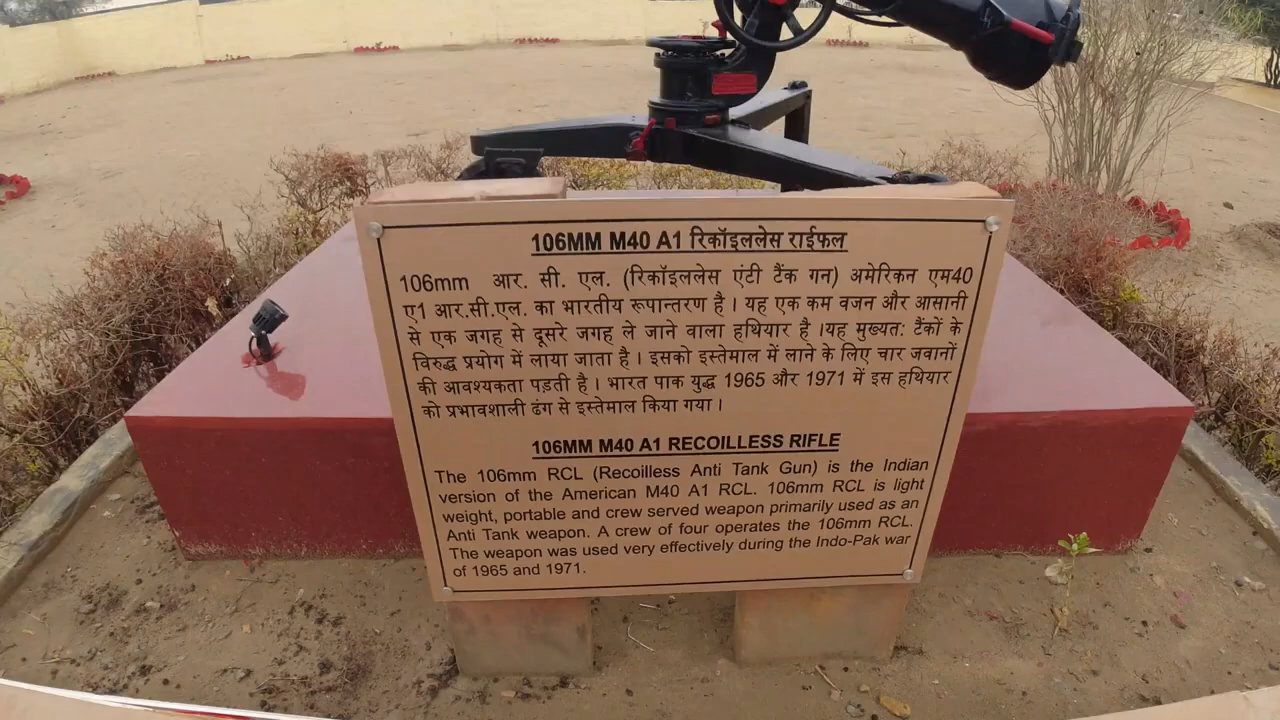 106MM M40 A1 रिकॉइललेस राईफल
106mm आर. सी. एल. (रिकॉइललेस एंटी टैंक गन) अमेरिकन एम40
ए1 आर.सी.एल. का भारतीय रूपान्तरण है । यह एक कम वजन और आसानी
से एक जगह से दूसरे जगह ले जाने वाला हथियार है ।यह मुख्यत: टैंकों के
विरुद्ध प्रयोग में लाया जाता है । इसको इस्तेमाल में लाने के लिए चार जवानों
की आवश्यकता पड़ती है । भारत पाक युद्ध 1965 और 1971 में इस हथियार
को प्रभावशाली ढंग से इस्तेमाल किया गया ।
106MM M40 A1 RECOILLESS RIFLE
The 106mm RCL (Recoilless Anti Tank Gun) is the Indian
version of the American M40 A1 RCL. 106mm RCL is light
weight, portable and crew served weapon primarily used as an
Anti Tank weapon. A crew of four operates the 106mm RCL.
The weapon was used very effectively during the Indo-Pak war
of 1965 and 1971.